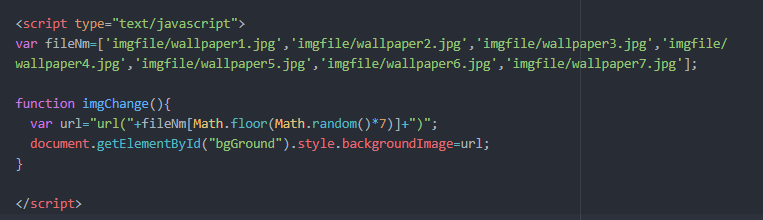 <script type="text/javascript">
var fileNm=['imgfile/wallpaper1.jpg','imgfile/wallpaper2.jpg','imgfile/wallpaper3.jpg','imgfile/
wallpaper4.jpg','imgfile/wallpaper5.jpg','imgfile/wallpaper6.jpg','imgfile/wallpaper7.jpg'];

function imgChange(){
  var url="url("+fileNm[Math.floor(Math.random()*7)]+")";
  document.getElementById("bgGround").style.backgroundImage=url;
}

</script>